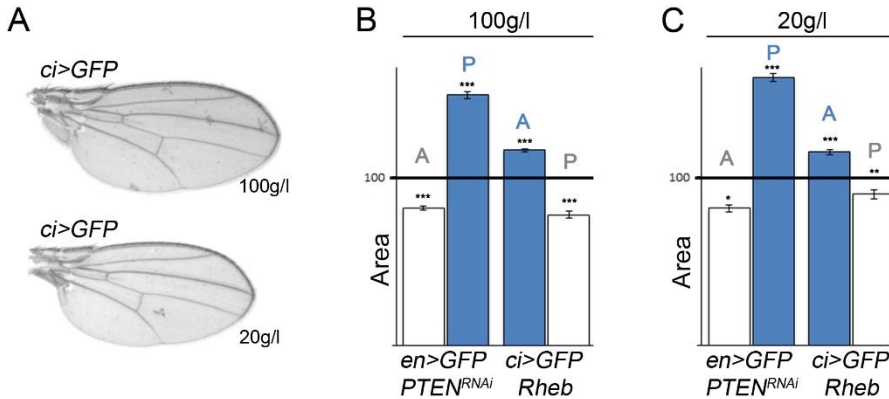 A
ci>GFP
100g/l
ci>GFP
20g/l
B
100g/l
P
***
A
***
A
***
P
***
100
Area
en>GFP ci>GFP
PTENRNAi Rheb
C
20g/l
P
***
A
***
A
*
P
**
100
Area
en>GFP ci>GFP
PTENRNAi Rheb